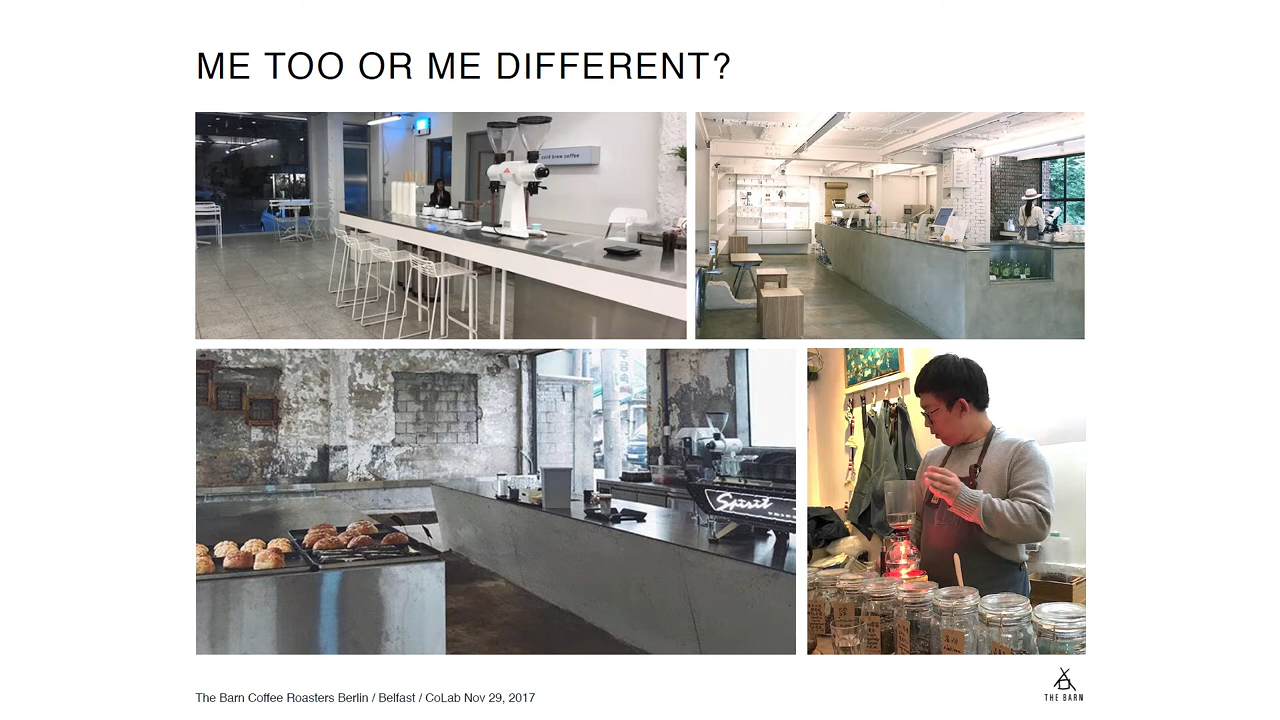 ME TOO OR ME DIFFERENT?
cold brew coffee
Spirit
The Barn Coffee Roasters Berlin / Belfast / CoLab Nov 29, 2017
THE BARN